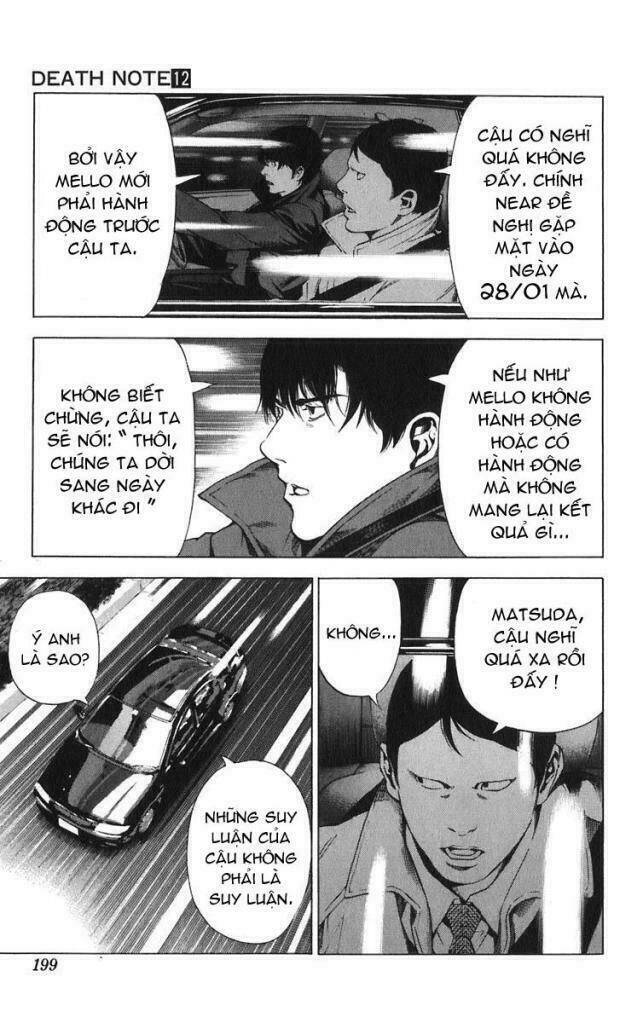 DEATH NOTE 12
CẬU CÓ NGHĨ
QUÁ KHÔNG
ĐẤY. CHÍNH
NEAR ĐỀ
NGHỊ GẶP
MẶT VÀO
NGÀY
28/01 MÀ.
BỞI VẬY
MELLO MỚI
PHẢI HÀNH
ĐỘNG TRƯỚC
CẬU TA.
NẾU NHƯ
MELLO KHÔNG
HÀNH ĐỘNG
HOẶC CÓ
HÀNH ĐỘNG
MÀ KHÔNG
MANG LẠI KẾT
QUẢ GÌ...
KHÔNG BIẾT
CHỪNG, CẬU TA
SẼ NÓI: “ THÔI,
CHÚNG TA DỜI
SANG NGÀY
KHÁC ĐI ”
MATSUDA,
CẬU NGHĨ
QUÁ XA RỒI
ĐẤY !
KHÔNG...
Ý ANH
LÀ SAO?
NHỮNG SUY
LUẬN CỦA
CẬU KHÔNG
PHẢI LÀ
SUY LUẬN.
199